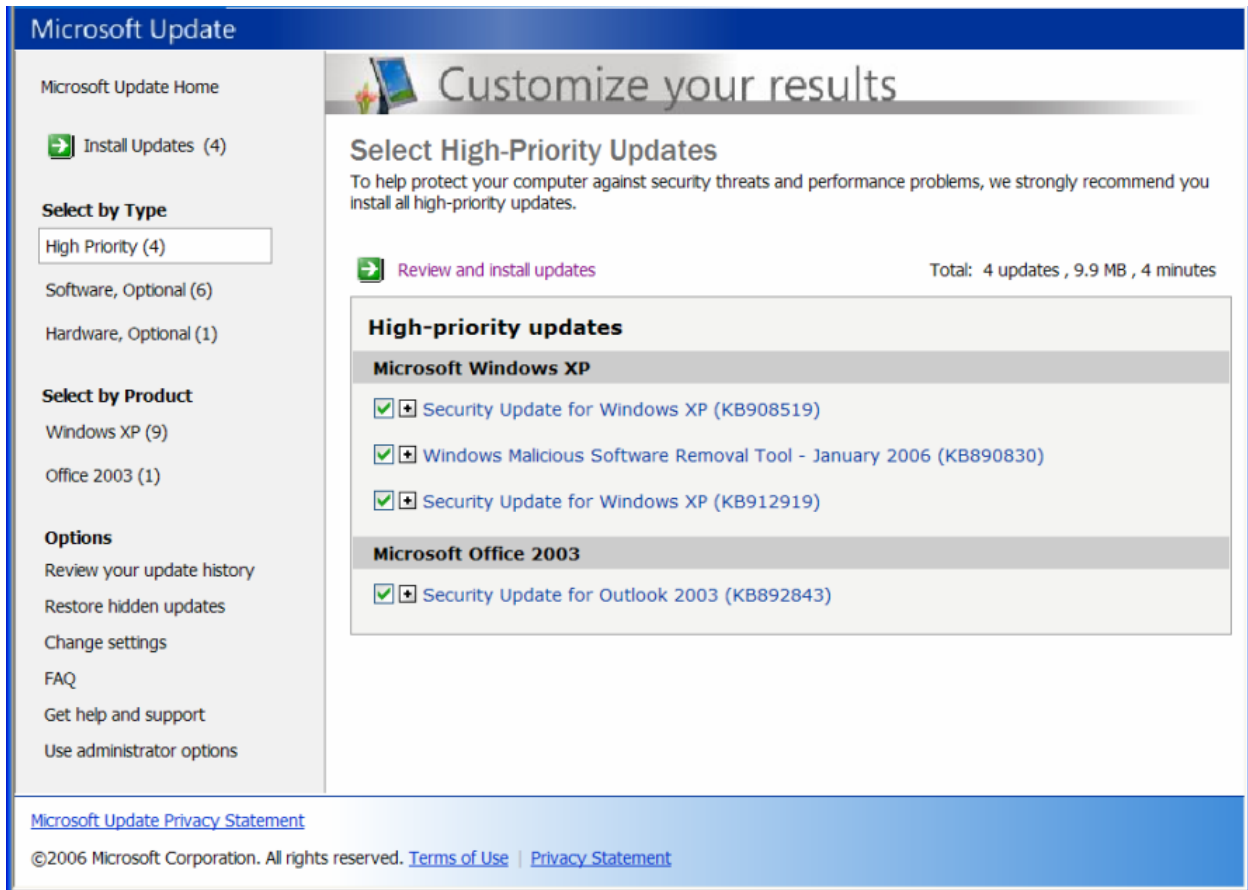 Microsoft Update
Microsoft Update Home
Install Updates (4)
Select by Type
High Priority (4)
Software, Optional (6)
Hardware, Optional (1)
Select by Product
Windows XP (9)
Office 2003 (1)
Options
Review your update history
Restore hidden updates
Change settings
FAQ
Get help and support
Use administrator options
Customize your results
Select High-Priority Updates
To help protect your computer against security threats and performance problems, we strongly recommend you
install all high-priority updates.
Review and install updates
Total: 4 updates , 9.9 MB , 4 minutes
High-priority updates
Microsoft Windows XP
Security Update for Windows XP (KB908519)
Windows Malicious Software Removal Tool - January 2006 (KB890830)
Security Update for Windows XP (KB912919)
Microsoft Office 2003
Security Update for Outlook 2003 (KB892843)
Microsoft Update Privacy Statement
©2006 Microsoft Corporation. All rights reserved. Terms of Use | Privacy Statement